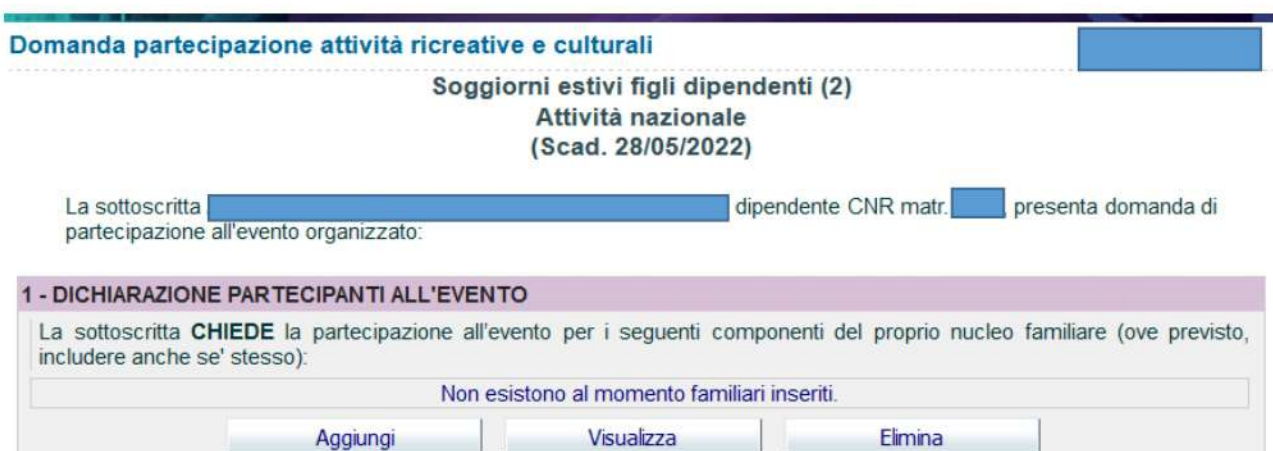 Domanda partecipazione attività ricreative e culturali
Soggiorni estivi figli dipendenti (2)
Attività nazionale
(Scad. 28/05/2022)
La sottoscritta dipendente CNR matr. , presenta domanda di
partecipazione all'evento organizzato:
1 - DICHIARAZIONE PARTECIPANTI ALL'EVENTO
La sottoscritta CHIEDE la partecipazione all'evento per i seguenti componenti del proprio nucleo familiare (ove previsto,
includere anche se' stesso):
Non esistono al momento familiari inseriti.
Aggiungi Visualizza Elimina